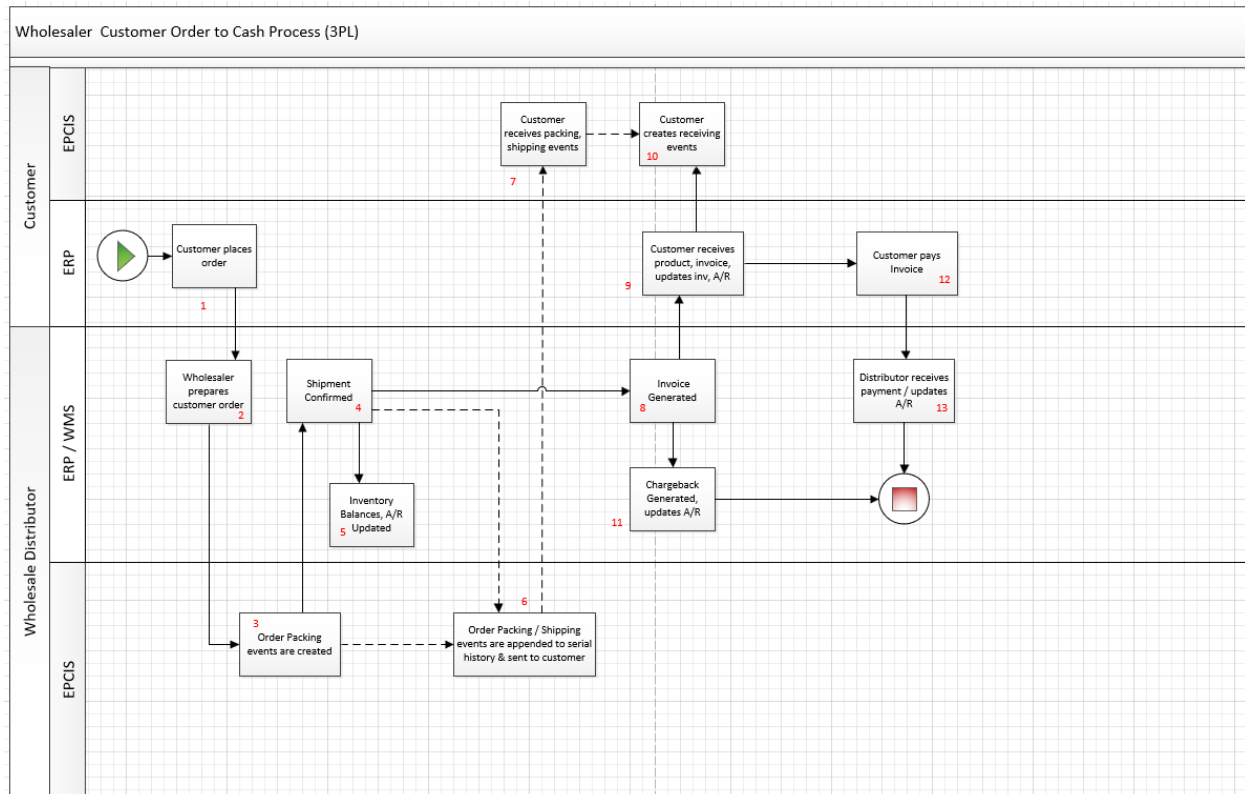 Wholesaler  Customer Order to Cash Process (3PL)
Customer
EPCIS
Customer
receives packing,
shipping events
7
Customer
creates receiving
events
10
ERP
Customer places
order
1
Customer receives
product, invoice,
updates inv, A/R
9
Customer pays
Invoice
12
Wholesale Distributor
ERP / WMS
Wholesaler
prepares
customer order
2
Shipment
Confirmed
4
Invoice
Generated
8
Distributor receives
payment / updates
A/R
13
Inventory
Balances, A/R
Updated
5
Chargeback
Generated,
updates A/R
11
EPCIS
3
Order Packing
events are created
6
Order Packing / Shipping
events are appended to serial
history & sent to customer